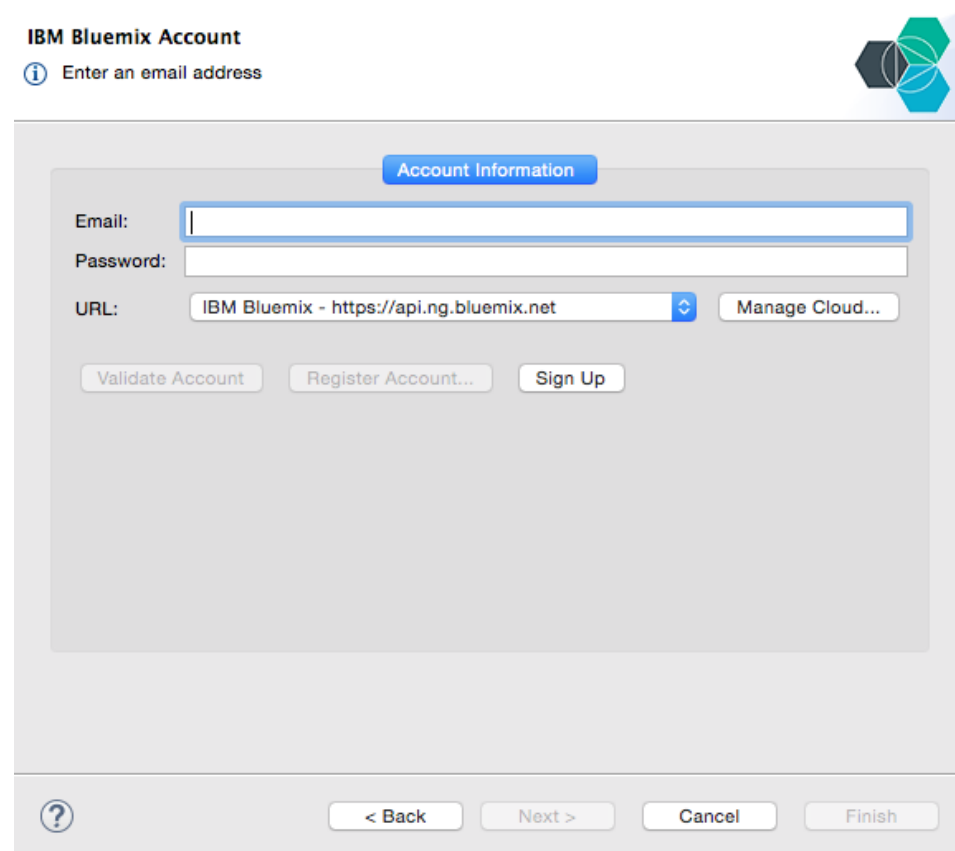 IBM Bluemix Account
Enter an email address
Account Information
Email:
Password:
URL: IBM Bluemix - https://api.ng.bluemix.net Manage Cloud...
Validate Account Register Account... Sign Up
? < Back Next > Cancel Finish